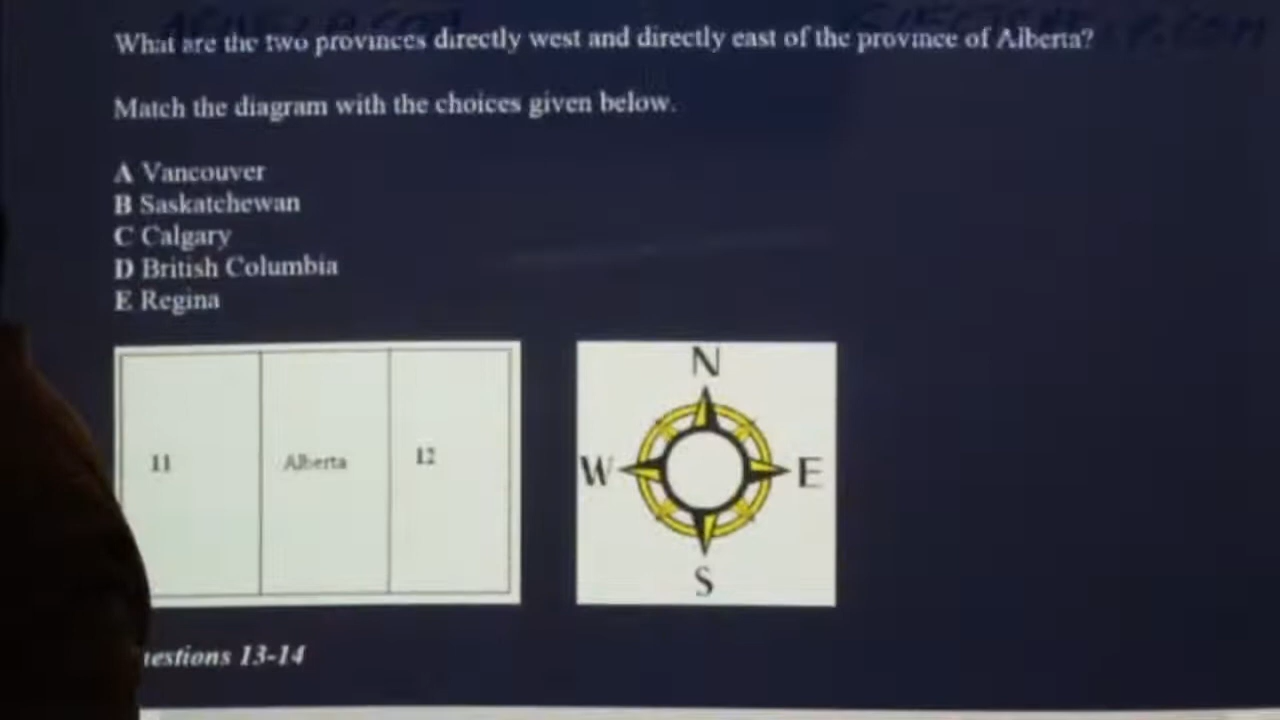 What are the two provinces directly west and directly east of the province of Alberta?
Match the diagram with the choices given below.
A Vancouver
B Saskatchewan
C Calgary
D British Columbia
E Regina
N
11
Alberta
12
W
E
S
estions 13-14